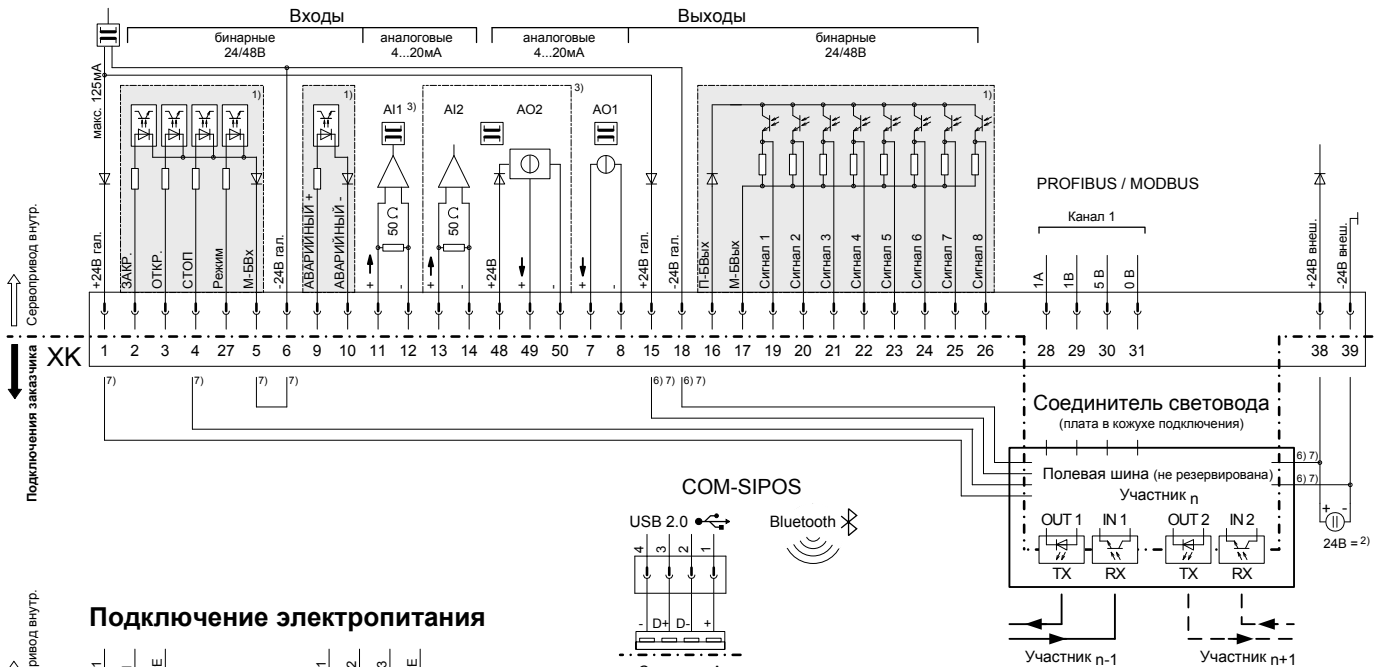 Входы
Выходы
бинарные
24/48В
аналоговые
4...20мА
аналоговые
4...20мА
бинарные
24/48В
макс. 125мА
1)
1)
AI1 3)
AI2
AO2
3)
AO1
1)
50 Ω
50 Ω
PROFIBUS / MODBUS
Канал 1
Сервопривод внутр.
+24В гал.
ЗАКР.
ОТКР.
СТОП
Режим
М-БВх
-24В гал.
АВАРИЙНЫЙ +
АВАРИЙНЫЙ -
+
-
+
-
+24В
+
-
+
-
+24В гал.
-24В гал.
П-БВых
М-БВых
Сигнал 1
Сигнал 2
Сигнал 3
Сигнал 4
Сигнал 5
Сигнал 6
Сигнал 7
Сигнал 8
1А
1В
5 В
0 В
+24В внеш.
-24В внеш.
XK
1 2 3 4 27 5 6 9 10 11 12 13 14 48 49 50 7 8 15 18 16 17 19 20 21 22 23 24 25 26 28 29 30 31 38 39
Подключения заказчика
7) 7) 7) 7) 6) 7) 6) 7)
Соединитель световода
(плата в кожухе подключения)
Полевая шина (не резервирована)
Участник n
6) 7)
6) 7)
OUT 1 IN 1 OUT 2 IN 2
TX RX TX RX
+ -
24В = 2)
Участник n-1
Участник n+1
COM-SIPOS
USB 2.0
Bluetooth
4 3 2 1
- D+ D- +
Подключение электропитания